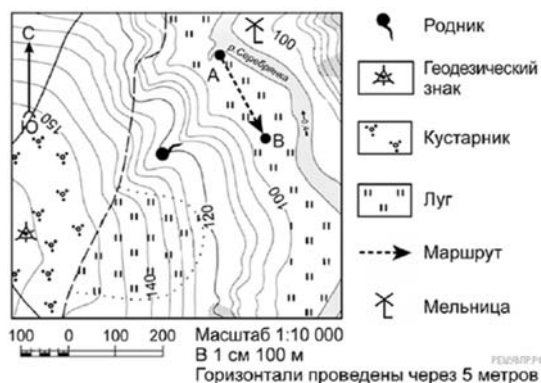 С
Ю
150
А
В
р.Серебрянка
100
100
120
140
Родник
Геодезический
знак
Кустарник
Луг
Маршрут
Мельница
100 0 100 200
Масштаб 1:10 000
В 1 см 100 м
Горизонтали проведены через 5 метров